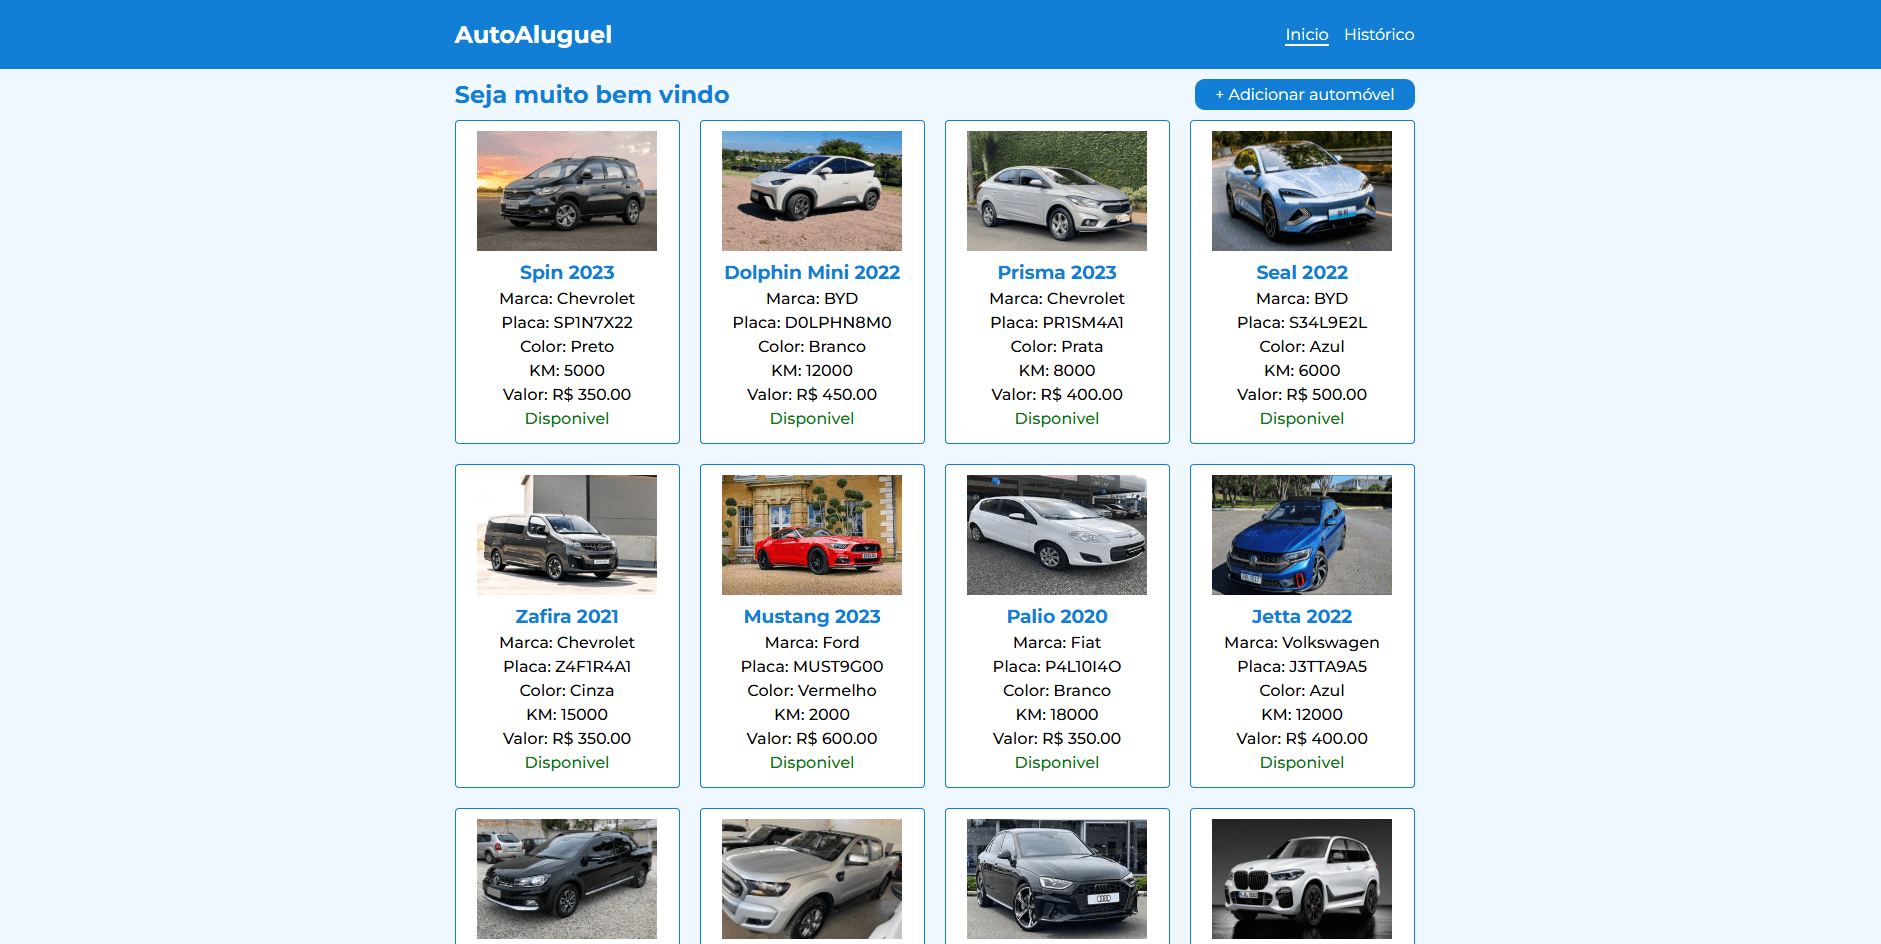 AutoAluguel
Inicio Histórico
Seja muito bem vindo
+ Adicionar automóvel
Spin 2023
Marca: Chevrolet
Placa: SP1N7X22
Color: Preto
KM: 5000
Valor: R$ 350.00
Disponivel
Dolphin Mini 2022
Marca: BYD
Placa: D0LPHN8M0
Color: Branco
KM: 12000
Valor: R$ 450.00
Disponivel
Prisma 2023
Marca: Chevrolet
Placa: PR1SM4A1
Color: Prata
KM: 8000
Valor: R$ 400.00
Disponivel
Seal 2022
Marca: BYD
Placa: S34L9E2L
Color: Azul
KM: 6000
Valor: R$ 500.00
Disponivel
Zafira 2021
Marca: Chevrolet
Placa: Z4F1R4A1
Color: Cinza
KM: 15000
Valor: R$ 350.00
Disponivel
Mustang 2023
Marca: Ford
Placa: MUST9G00
Color: Vermelho
KM: 2000
Valor: R$ 600.00
Disponivel
Palio 2020
Marca: Fiat
Placa: P4L10I4O
Color: Branco
KM: 18000
Valor: R$ 350.00
Disponivel
Jetta 2022
Marca: Volkswagen
Placa: J3TTA9A5
Color: Azul
KM: 12000
Valor: R$ 400.00
Disponivel